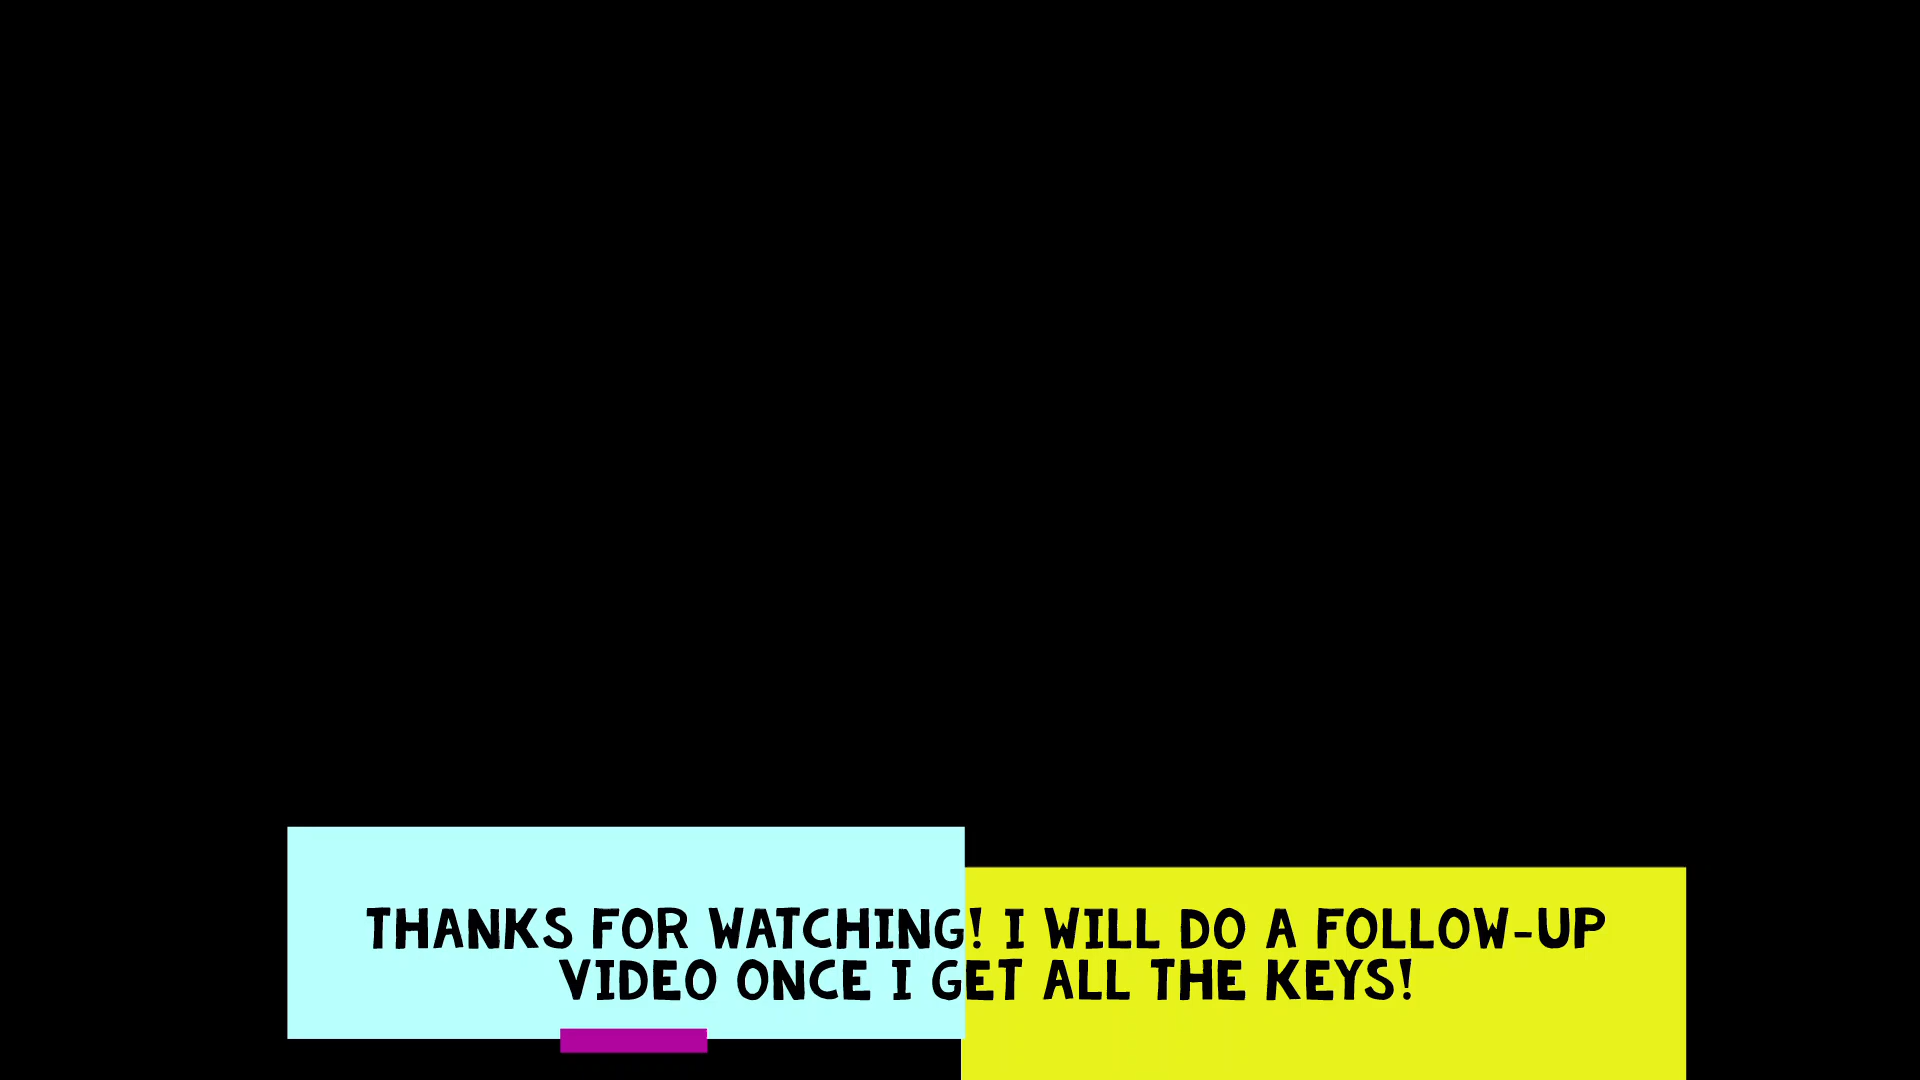 THANKS FOR WATCHING! I WILL DO A FOLLOW-UP
VIDEO ONCE I GET ALL THE KEYS!